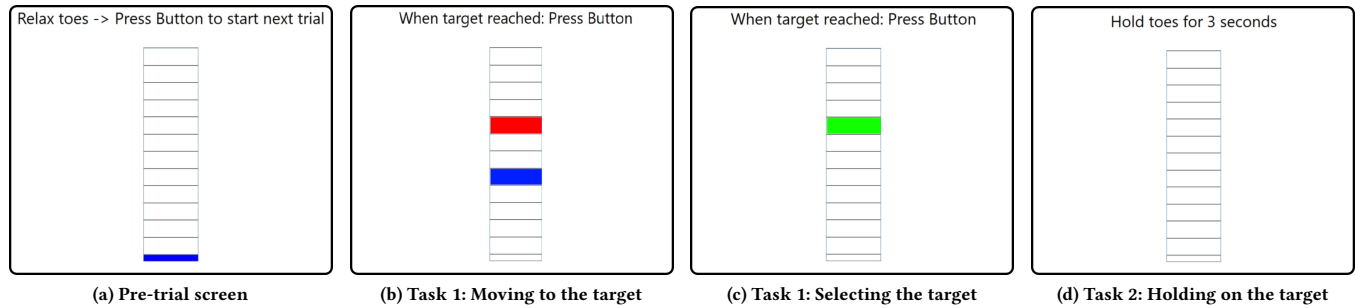 Relax toes -> Press Button to start next trial
When target reached: Press Button
When target reached: Press Button
Hold toes for 3 seconds
(a) Pre-trial screen
(b) Task 1: Moving to the target
(c) Task 1: Selecting the target
(d) Task 2: Holding on the target